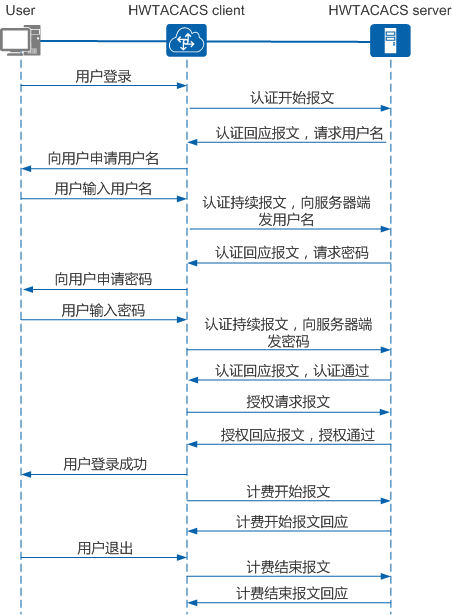 User
HWTACACS client
HWTACACS server
用户登录
认证开始报文
认证回应报文，请求用户名
向用户申请用户名
用户输入用户名
认证持续报文，向服务器端
发用户名
认证回应报文，请求密码
向用户申请密码
用户输入密码
认证持续报文，向服务器端
发密码
认证回应报文，认证通过
授权请求报文
授权回应报文，授权通过
用户登录成功
计费开始报文
计费开始报文回应
用户退出
计费结束报文
计费结束报文回应